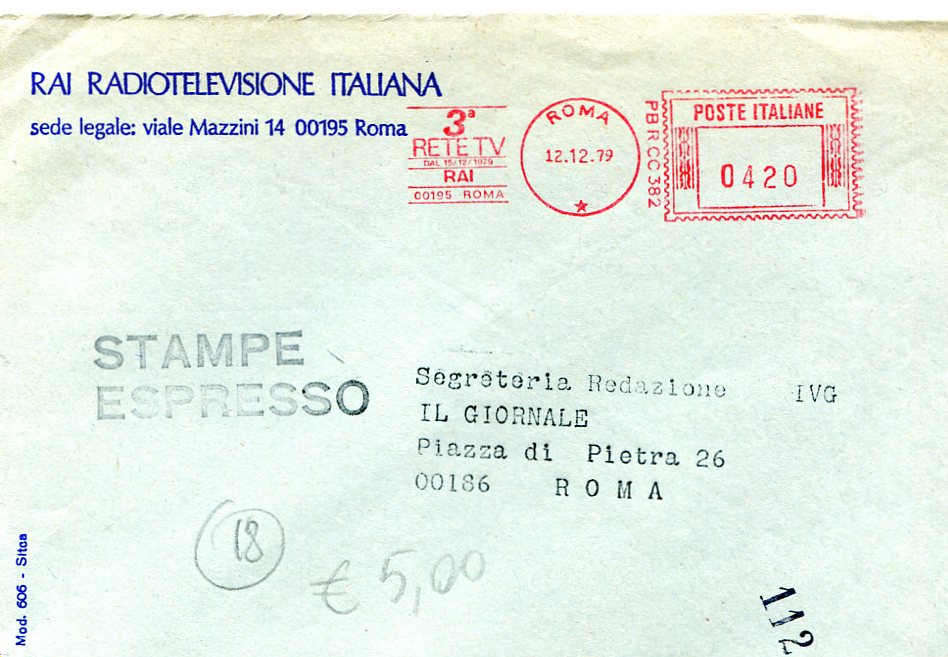 RAI RADIOTELEVISIONE ITALIANA
sede legale: viale Mazzini 14 00195 Roma
3ª
RETE TV
DAL 15/12/1979
RAI
00195 ROMA
ROMA
12.12.79
PB RCC 382
POSTE ITALIANE
0420
STAMPE
ESPRESSO
Segreteria Redazione IVG
IL GIORNALE
Piazza di Pietra 26
00186 ROMA
18
€ 5,00
112
Mod. 606 - Sitca